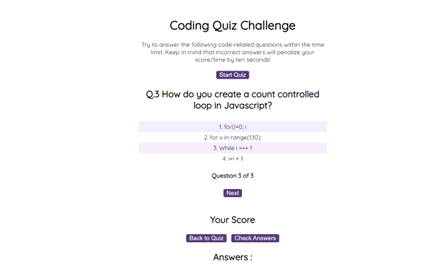 Coding Quiz Challenge
Try to answer the following code-related questions within the time
limit. Keep in mind that incorrect answers will penalize your
score/time by ten seconds!
Start Quiz
Q.3 How do you create a count controlled
loop in Javascript?
1. for(i=0; i
2. for x in range(130):
3. While i === 1
4. i=i + 1
Question 3 of 3
Next
Your Score
Back to Quiz Check Answers
Answers :